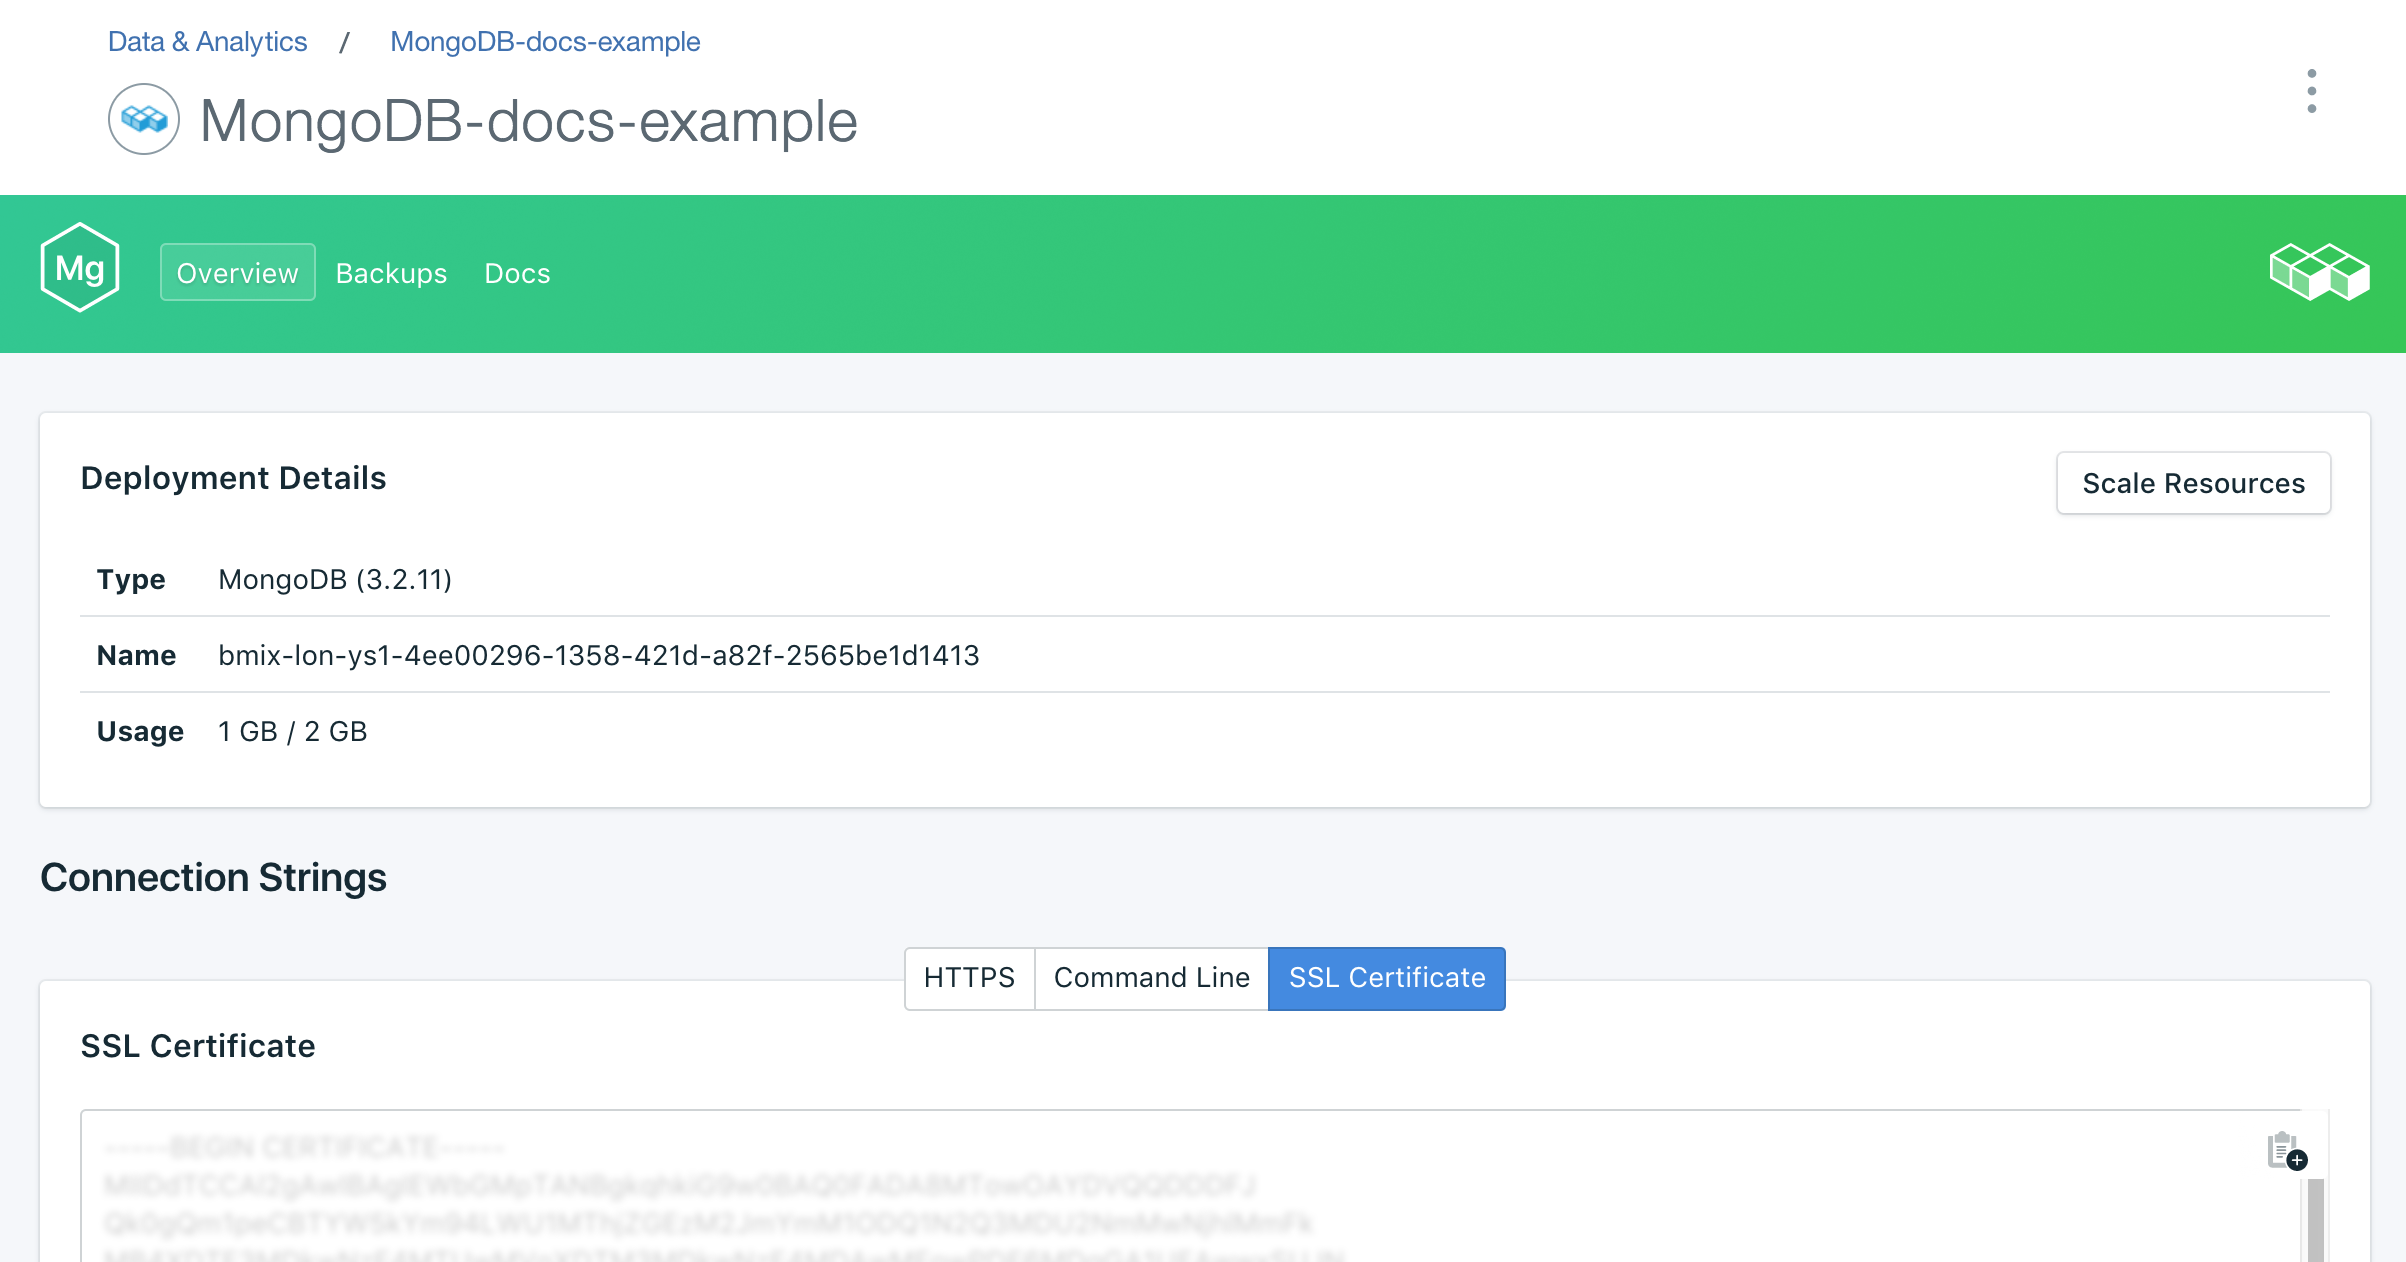 Data & Analytics / MongoDB-docs-example
MongoDB-docs-example
Mg Overview Backups Docs
Deployment Details
Scale Resources
Type MongoDB (3.2.11)
Name bmix-lon-ys1-4ee00296-1358-421d-a82f-2565be1d1413
Usage 1 GB / 2 GB
Connection Strings
HTTPS Command Line SSL Certificate
SSL Certificate
-----BEGIN CERTIFICATE-----